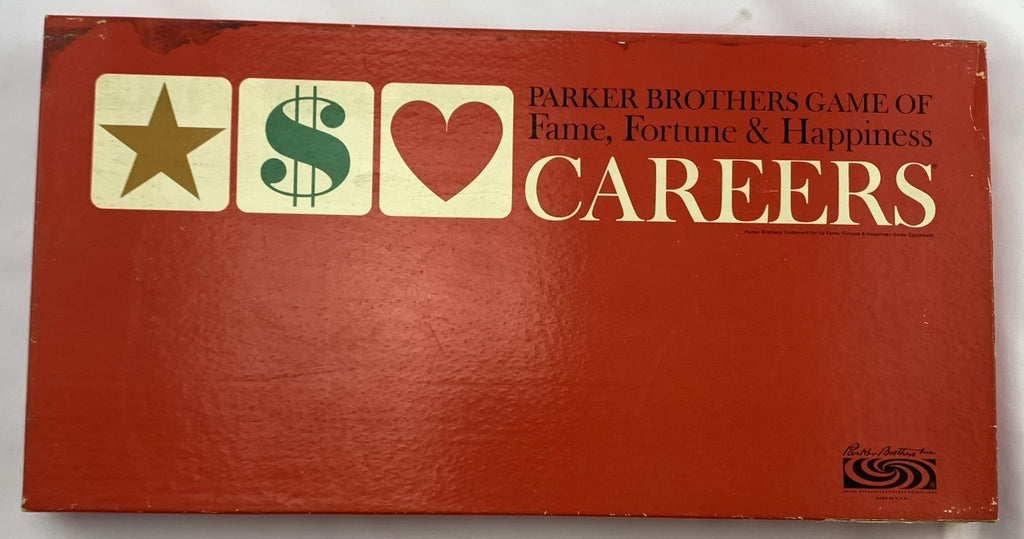 PARKER BROTHERS GAME OF
Fame, Fortune & Happiness
CAREERS
Parker Brothers Trademark for its Fame, Fortune & Happiness Game Equipment
Parker Brothers Inc
MADE IN U.S.A.